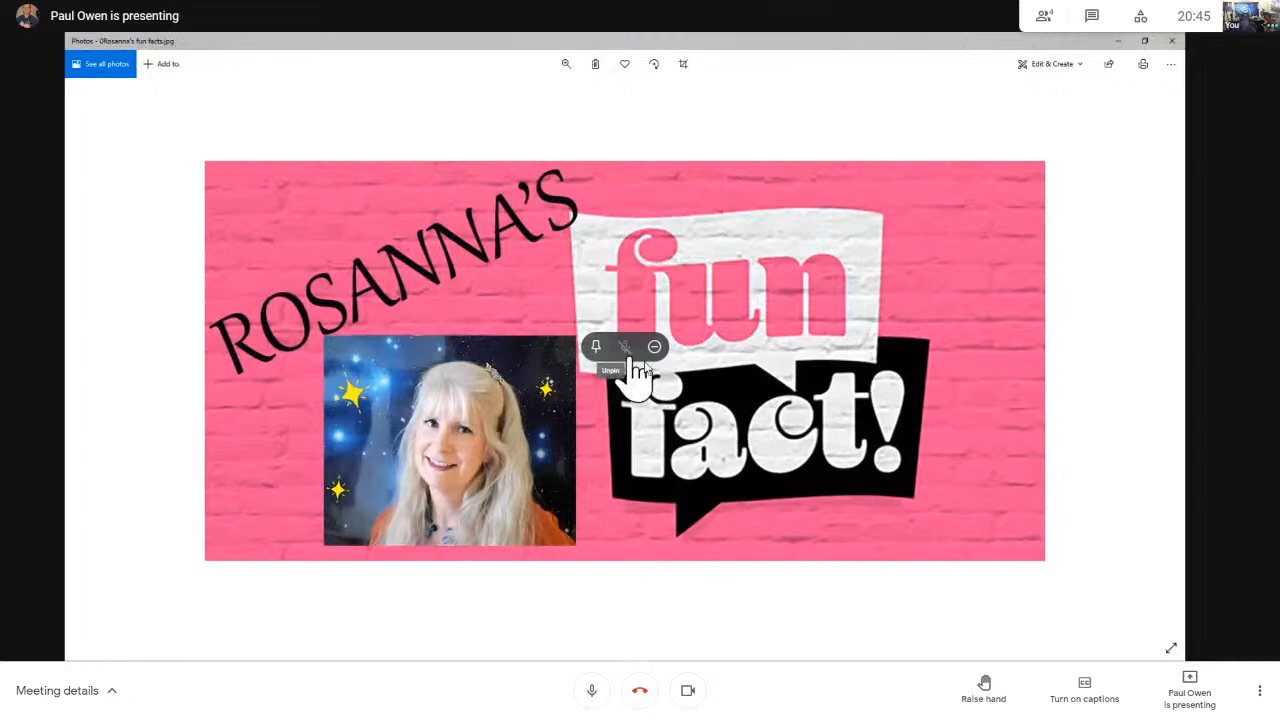 Paul Owen is presenting
4
20:45
You
Photos - 0Rosanna's fun facts.jpg
See all photos
Add to
Edit & Create
ROSANNA'S
fun
fact!
Unpin
Meeting details
Raise hand
Turn on captions
Paul Owen
is presenting